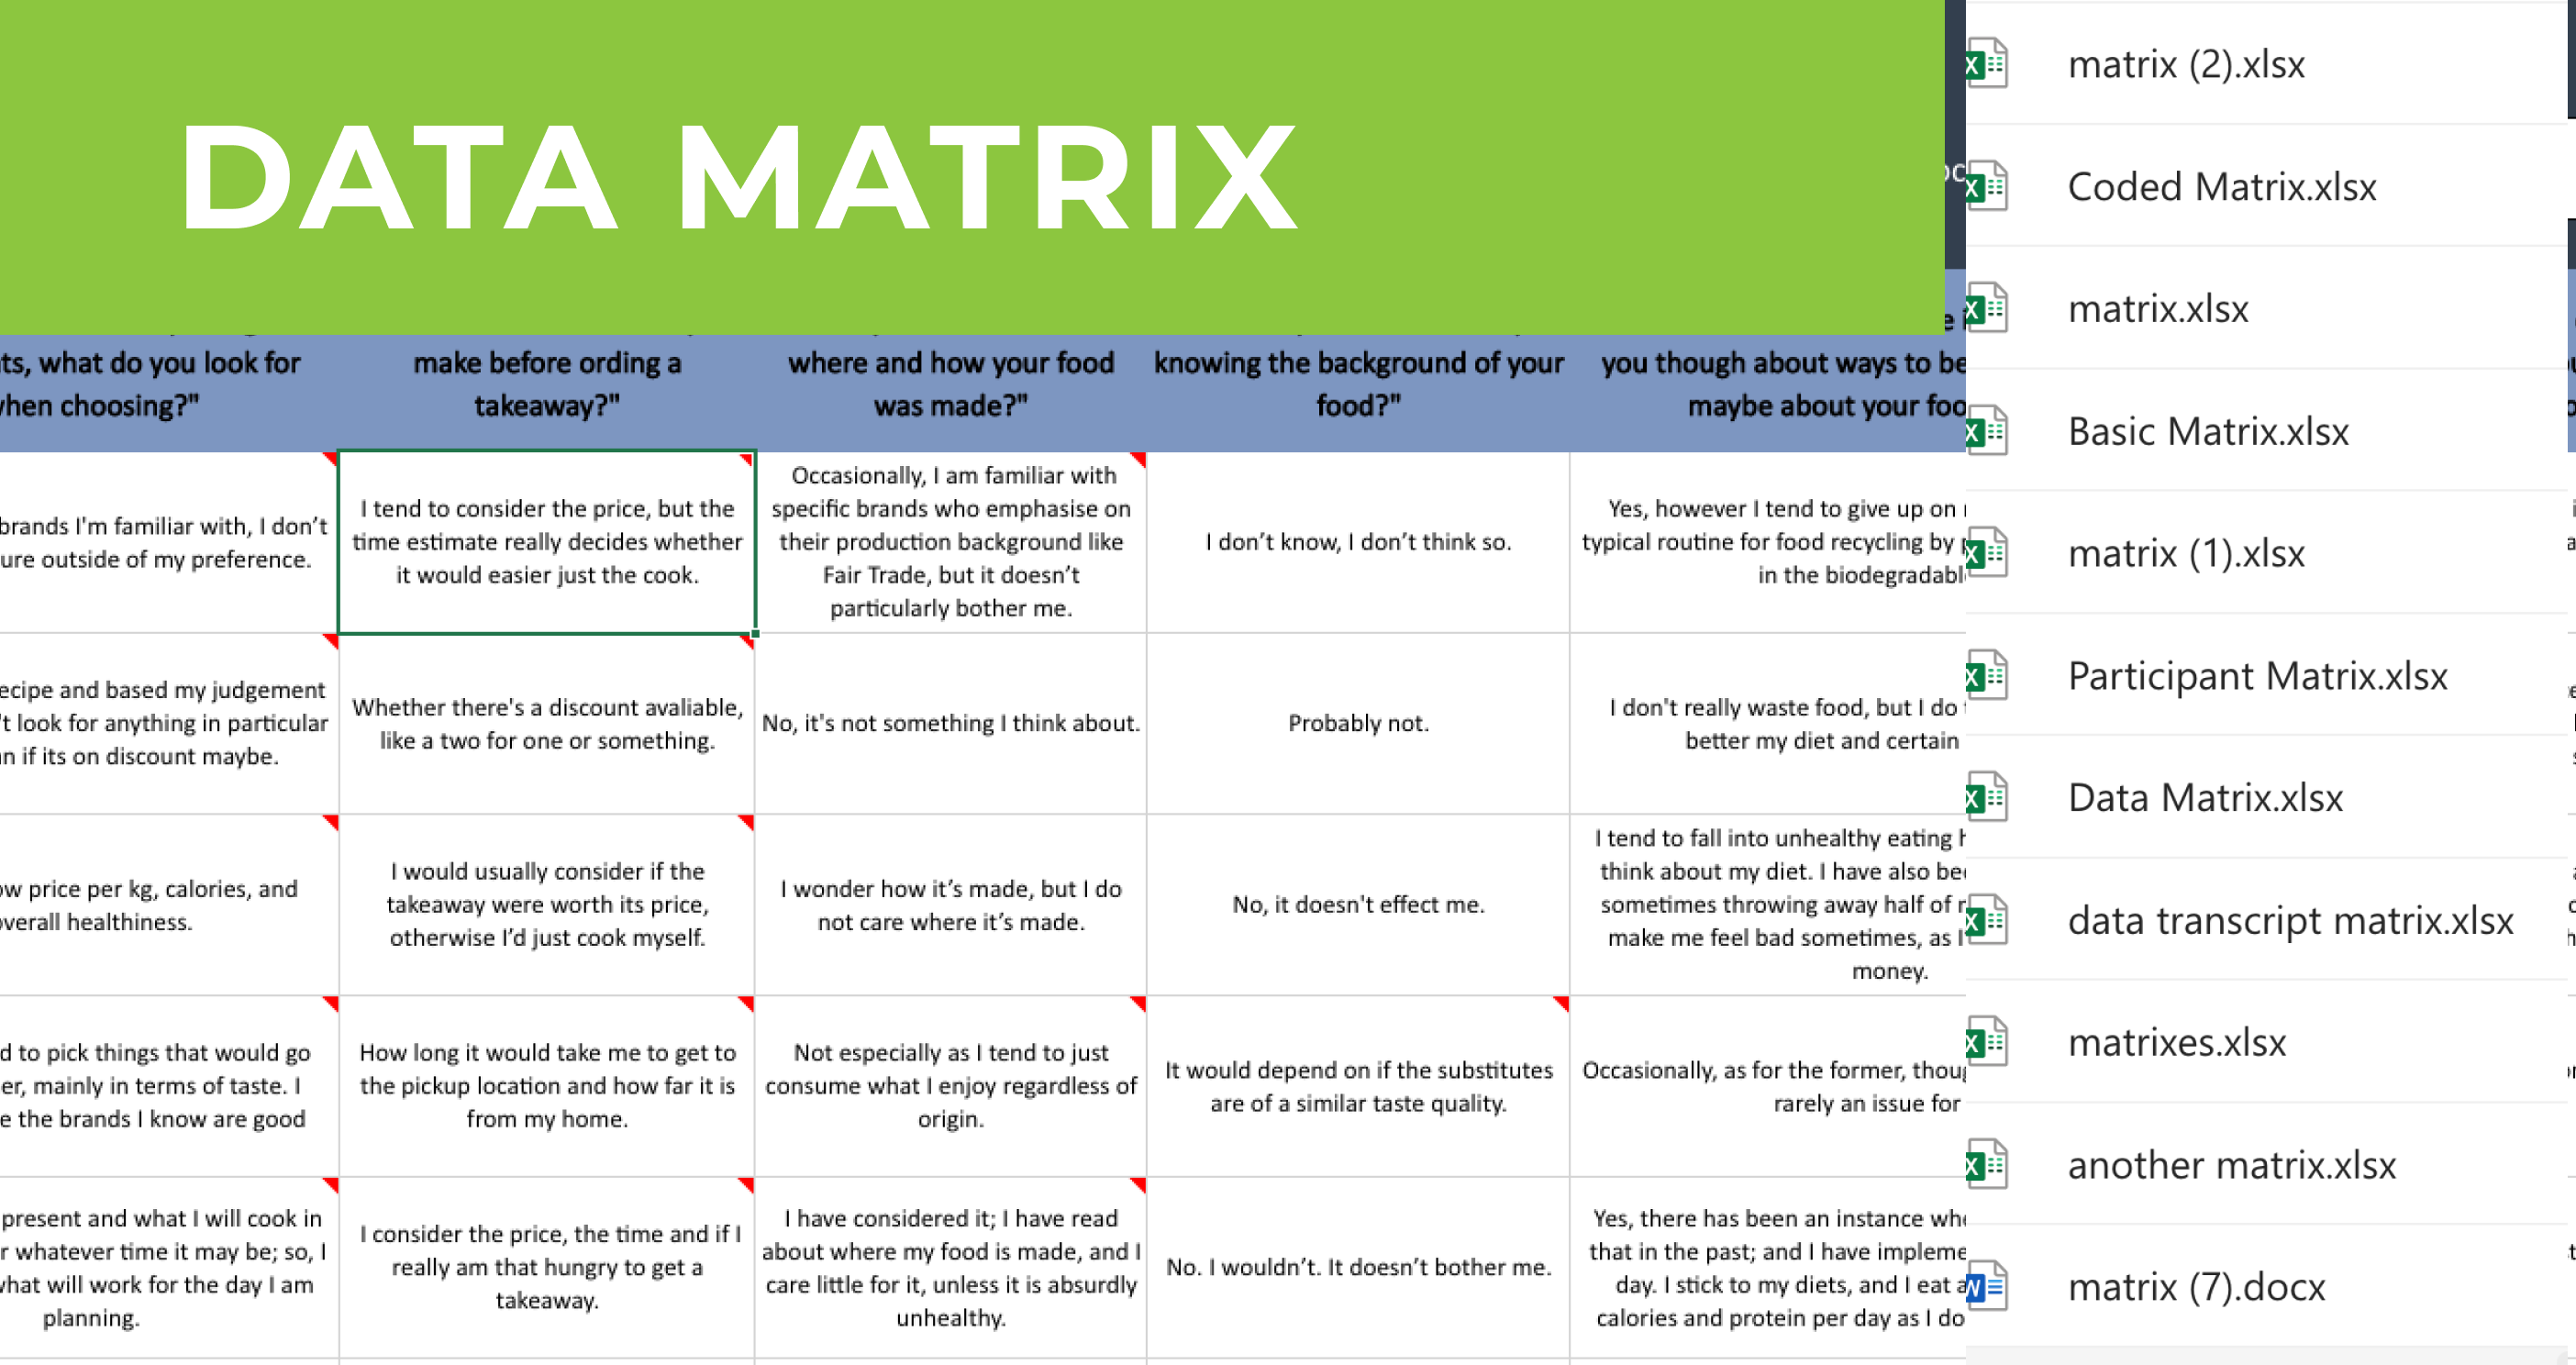 DATA MATRIX
what do you look for
choosing?"
make before ording a
takeaway?"
where and how your food
was made?"
knowing the background of your
food?"
you though about ways to be
maybe about your
brands I'm familiar with, I don't
outside of my preference.
I tend to consider the price, but the
time estimate really decides whether
it would easier just the cook.
Occasionally, I am familiar with
specific brands who emphasise on
their production background like
Fair Trade, but it doesn't
particularly bother me.
I don't know, I don't think so.
Yes, however I tend to give up on
typical routine for food recycling by
in the
and based my judgement
look for anything in particular
if its on discount maybe.
Whether there's a discount avaliable,
like a two for one or something.
No, it's not something I think about.
Probably not.
I don't really waste food, but I do
better my diet and certain
price per kg, calories, and
healthiness.
I would usually consider if the
takeaway were worth its price,
otherwise I'd just cook myself.
I wonder how it's made, but I do
not care where it's made.
No, it doesn't effect me.
I tend to fall into unhealthy eating
think about my diet. I have also
sometimes throwing away half of
make me feel bad sometimes, as I
money.
to pick things that would go
mainly in terms of taste. I
the brands I know are good
How long it would take me to get to
the pickup location and how far it is
from my home.
Not especially as I tend to just
consume what I enjoy regardless of
origin.
It would depend on if the substitutes
are of a similar taste quality.
Occasionally, as for the former,
rarely an issue for
present and what I will cook in
whatever time it may be; so, I
what will work for the day I am
planning.
I consider the price, the time and if I
really am that hungry to get a
takeaway.
I have considered it; I have read
about where my food is made, and I
care little for it, unless it is absurdly
unhealthy.
No. I wouldn't. It doesn't bother me.
Yes, there has been an instance
that in the past; and I have
day. I stick to my diets, and I eat
calories and protein per day as I do
matrix (2).xlsx
Coded Matrix.xlsx
matrix.xlsx
Basic Matrix.xlsx
matrix (1).xlsx
Participant Matrix.xlsx
Data Matrix.xlsx
data transcript matrix.xlsx
matrixes.xlsx
another matrix.xlsx
matrix (7).docx